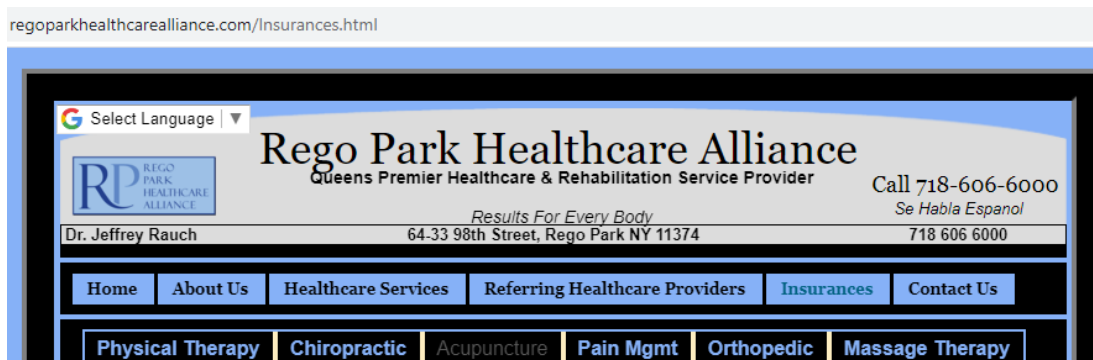 regoparkhealthcarealliance.com/Insurances.html
Select Language ▼
Rego Park Healthcare Alliance
Queens Premier Healthcare & Rehabilitation Service Provider
RP REGO
PARK
HEALTHCARE
ALLIANCE
Call 718-606-6000
Se Habla Espanol
Results For Every Body
Dr. Jeffrey Rauch 64-33 98th Street, Rego Park NY 11374 718 606 6000
Home About Us Healthcare Services Referring Healthcare Providers Insurances Contact Us
Physical Therapy Chiropractic Acupuncture Pain Mgmt Orthopedic Massage Therapy